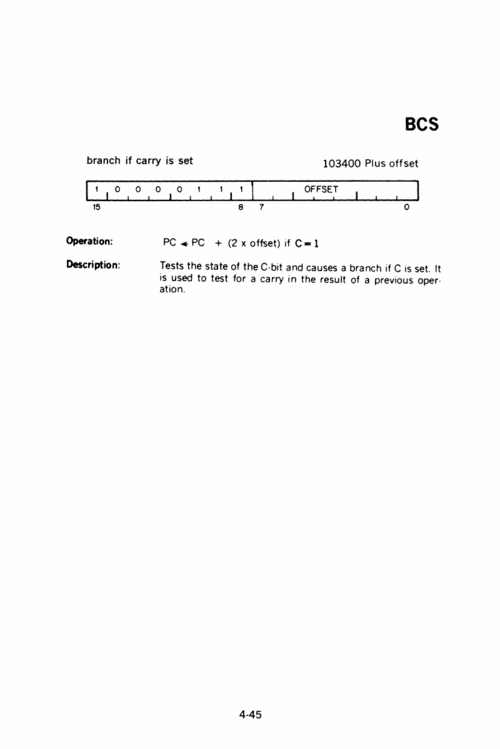 BCS
branch if carry is set 103400 Plus offset
1 0 0 0 0 1 1 1 OFFSET
15 8 7 0
Operation: PC ◄ PC + (2 x offset) if C = 1
Description: Tests the state of the C-bit and causes a branch if C is set. It
is used to test for a carry in the result of a previous oper-
ation.
4-45